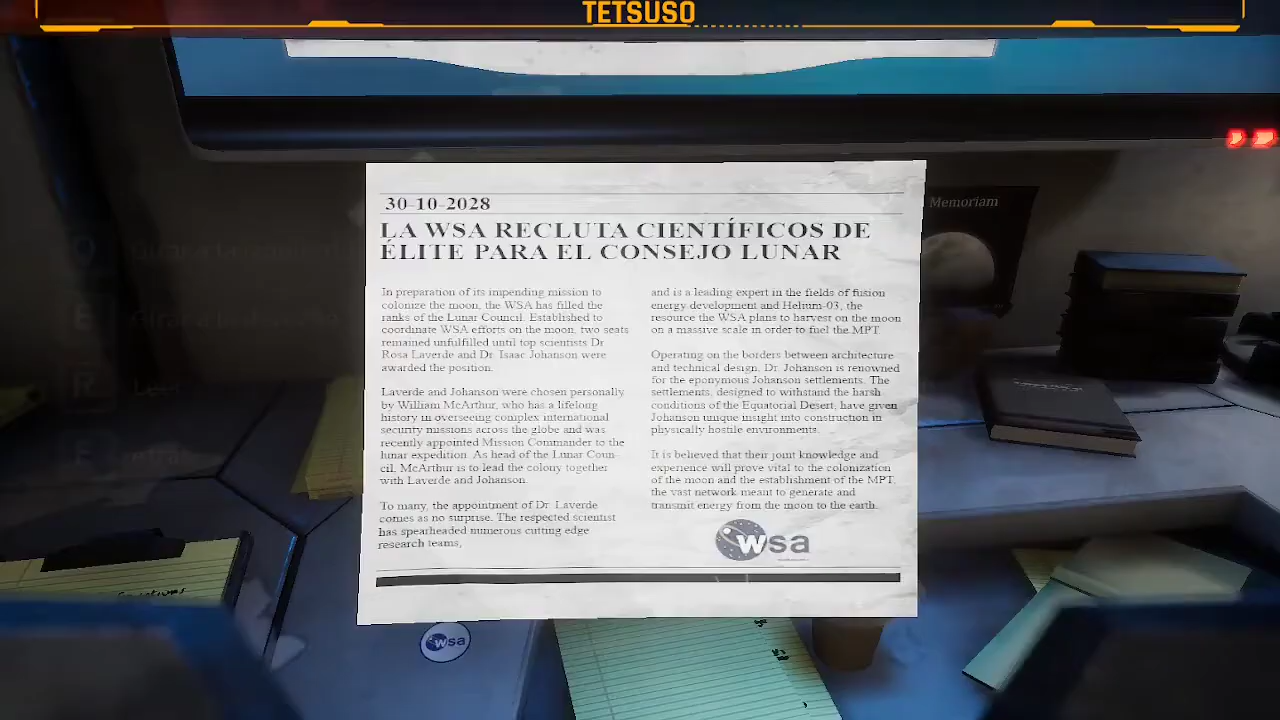 TETSUSO
Memoriam
30-10-2028
LA WSA RECLUTA CIENTÍFICOS DE
ÉLITE PARA EL CONSEJO LUNAR
In preparation of its impending mission to
colonize the moon, the WSA has filled the
ranks of the Lunar Council. Established to
coordinate WSA efforts on the moon, two seats
remained unfulfilled until top scientists Dr
Rosa Laverde and Dr. Isaac Johanson were
awarded the position.
Laverde and Johanson were chosen personally
by William McArthur, who has a lifelong
history in overseeing complex international
security missions across the globe and was
recently appointed Mission Commander to the
lunar expedition. As head of the Lunar Coun-
cil, McArthur is to lead the colony together
with Laverde and Johanson.
To many, the appointment of Dr. Laverde
comes as no surprise. The respected scientist
has spearheaded numerous cutting edge
research teams,
and is a leading expert in the fields of fusion
energy development and Helium-03, the
resource the WSA plans to harvest on the moon
on a massive scale in order to fuel the MPT.
Operating on the borders between architecture
and technical design, Dr. Johanson is renowned
for the eponymous Johanson settlements. The
settlements, designed to withstand the harsh
conditions of the Equatorial Desert, have given
Johanson unique insight into construction in
physically hostile environments.
It is believed that their joint knowledge and
experience will prove vital to the colonization
of the moon and the establishment of the MPT,
the vast network meant to generate and
transmit energy from the moon to the earth.
wsa
wsa